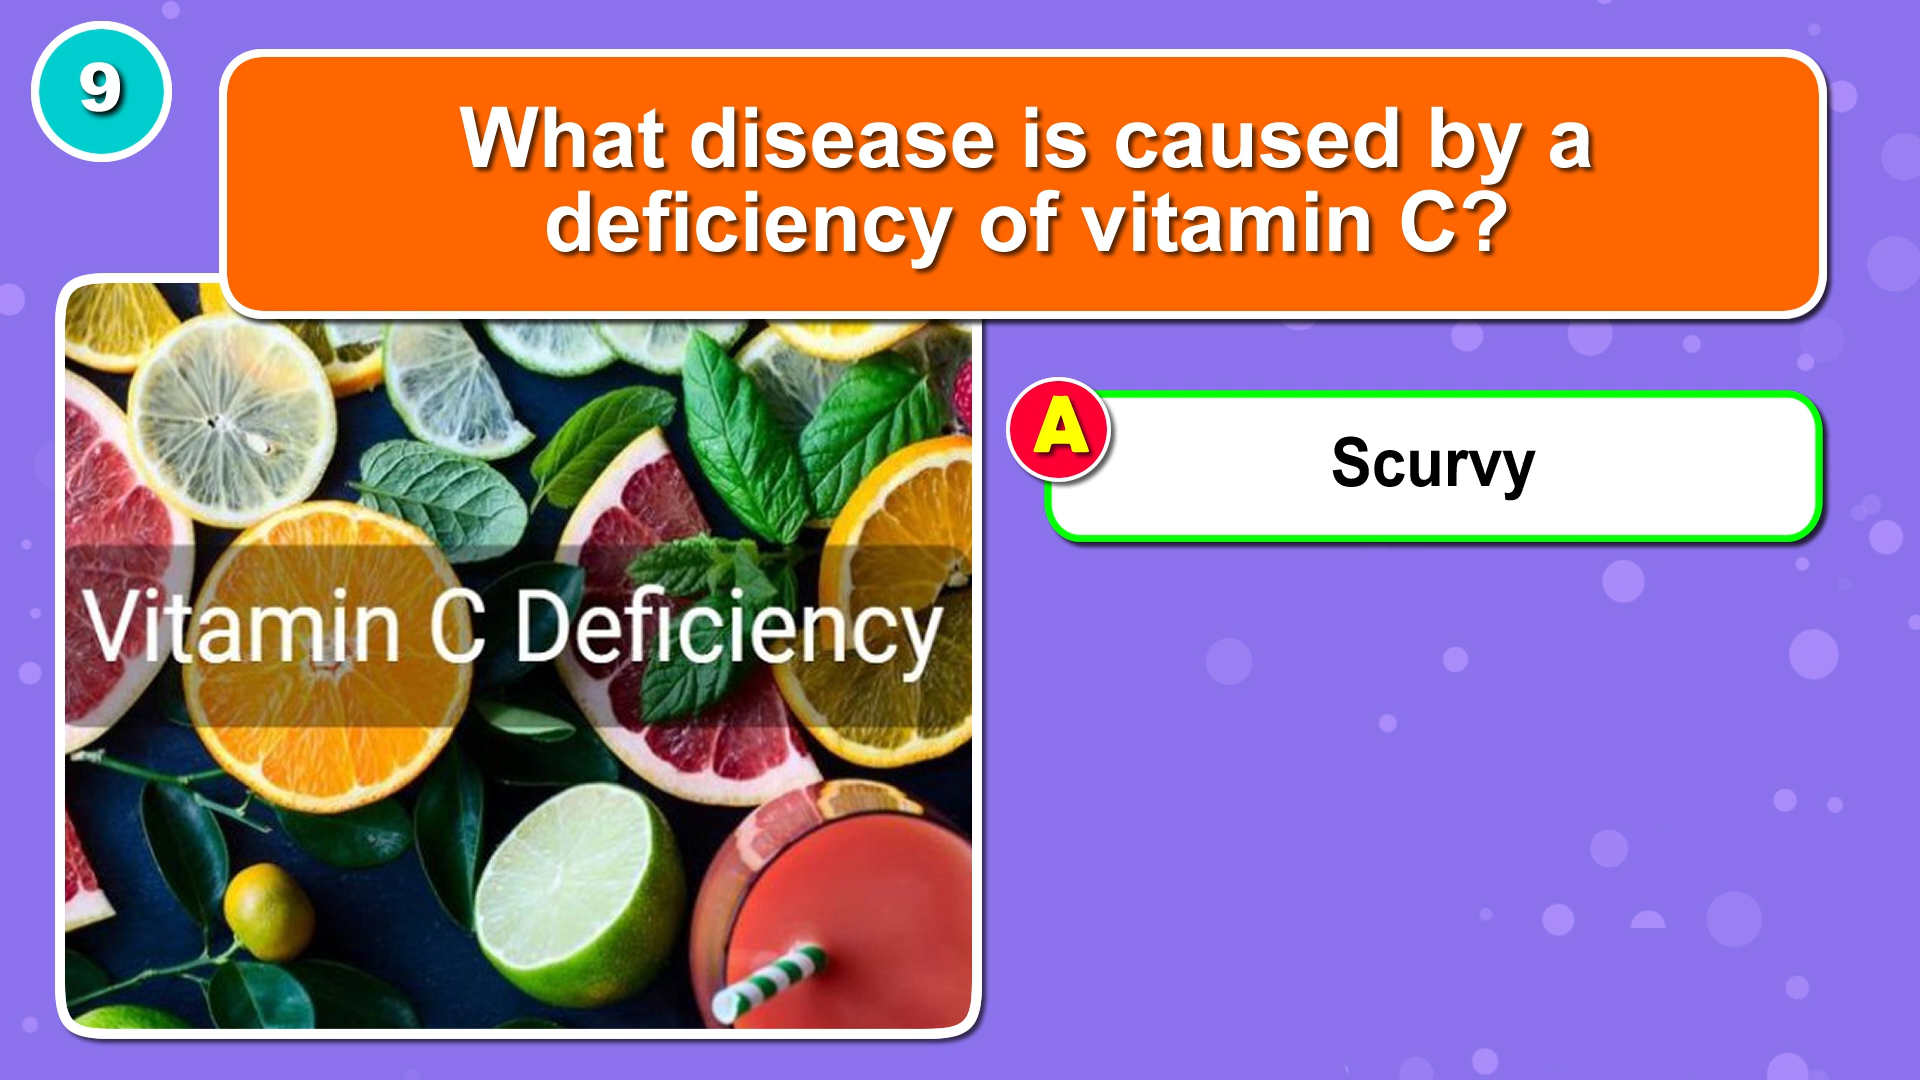 9
What disease is caused by a
deficiency of vitamin C?
Vitamin C Deficiency
A
Scurvy